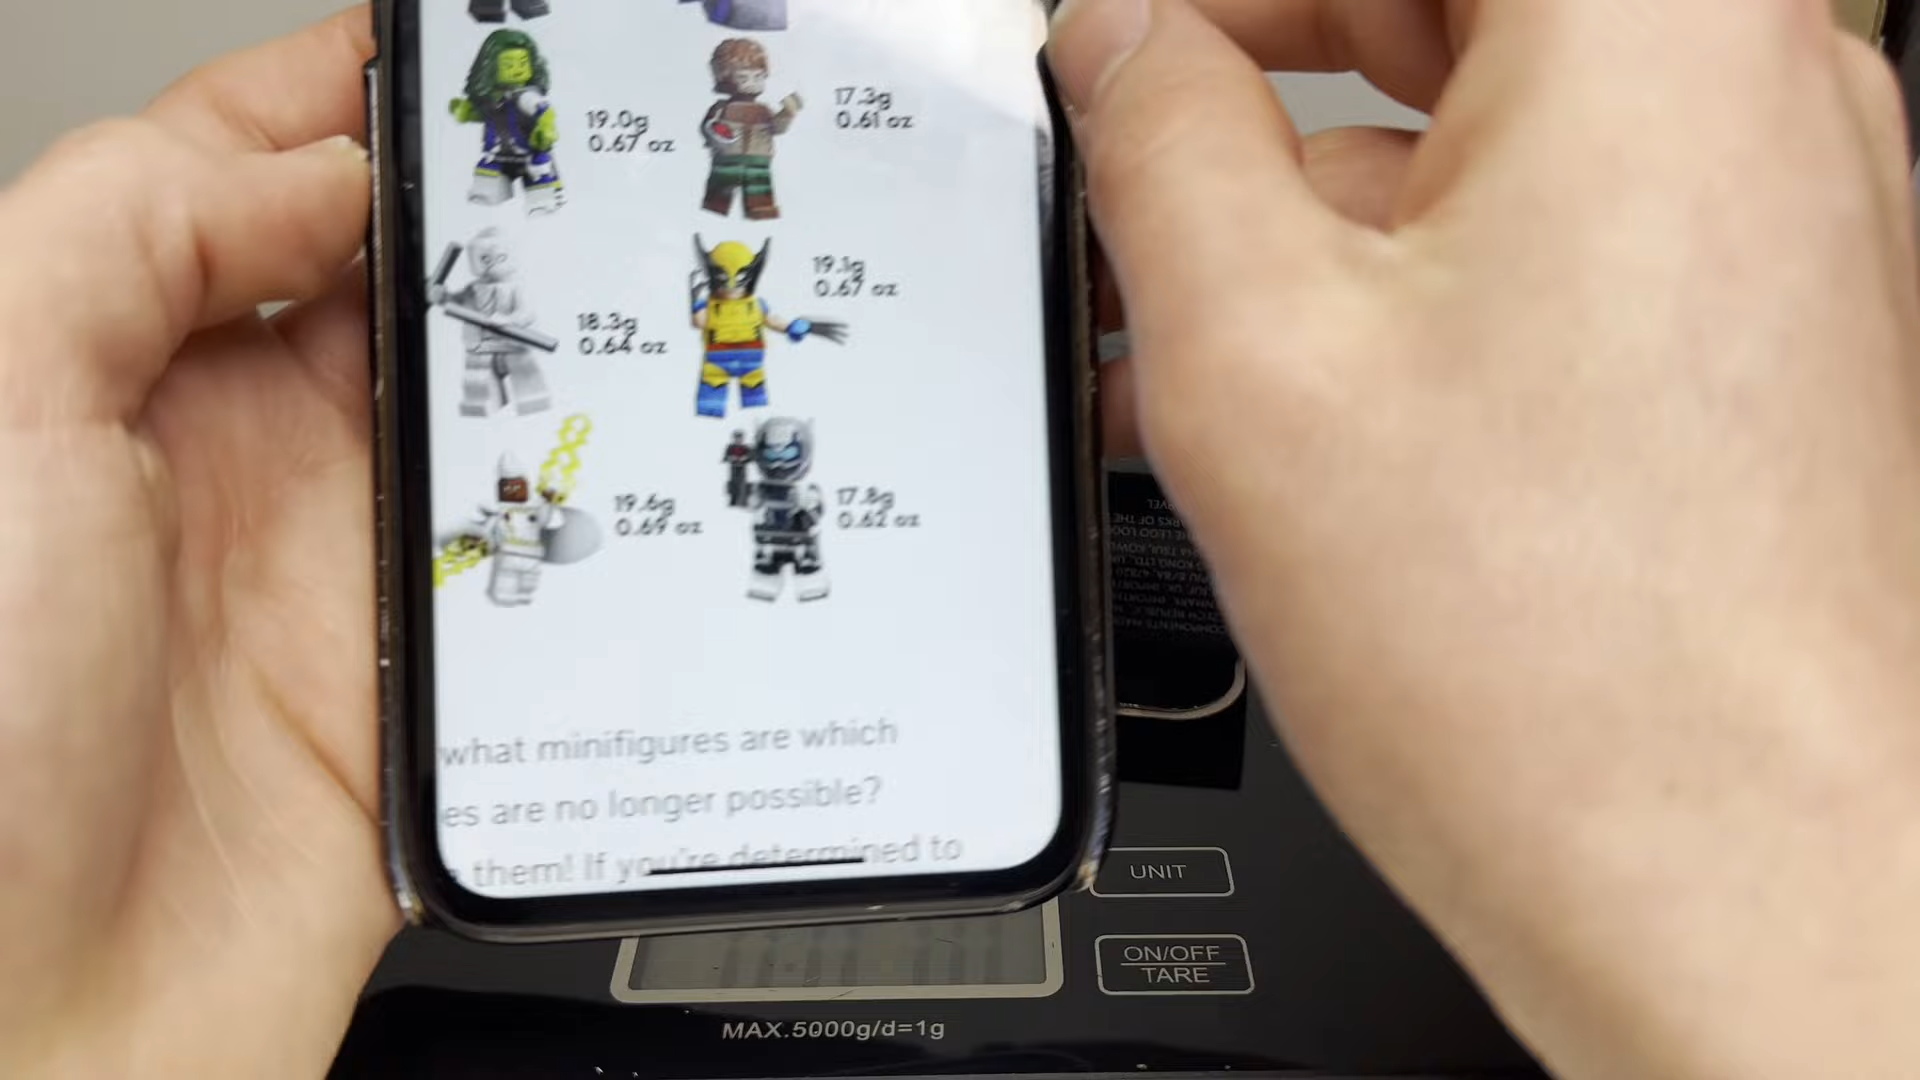 19.0g
0.67 oz
17.3g
0.61 oz
18.3g
0.64 oz
19.1g
0.67 oz
19.6g
0.69 oz
17.8g
0.62 oz
what minifigures are which
es are no longer possible?
them! If you're determined to
UNIT
ON/OFF
TARE
MAX.5000g/d=1g